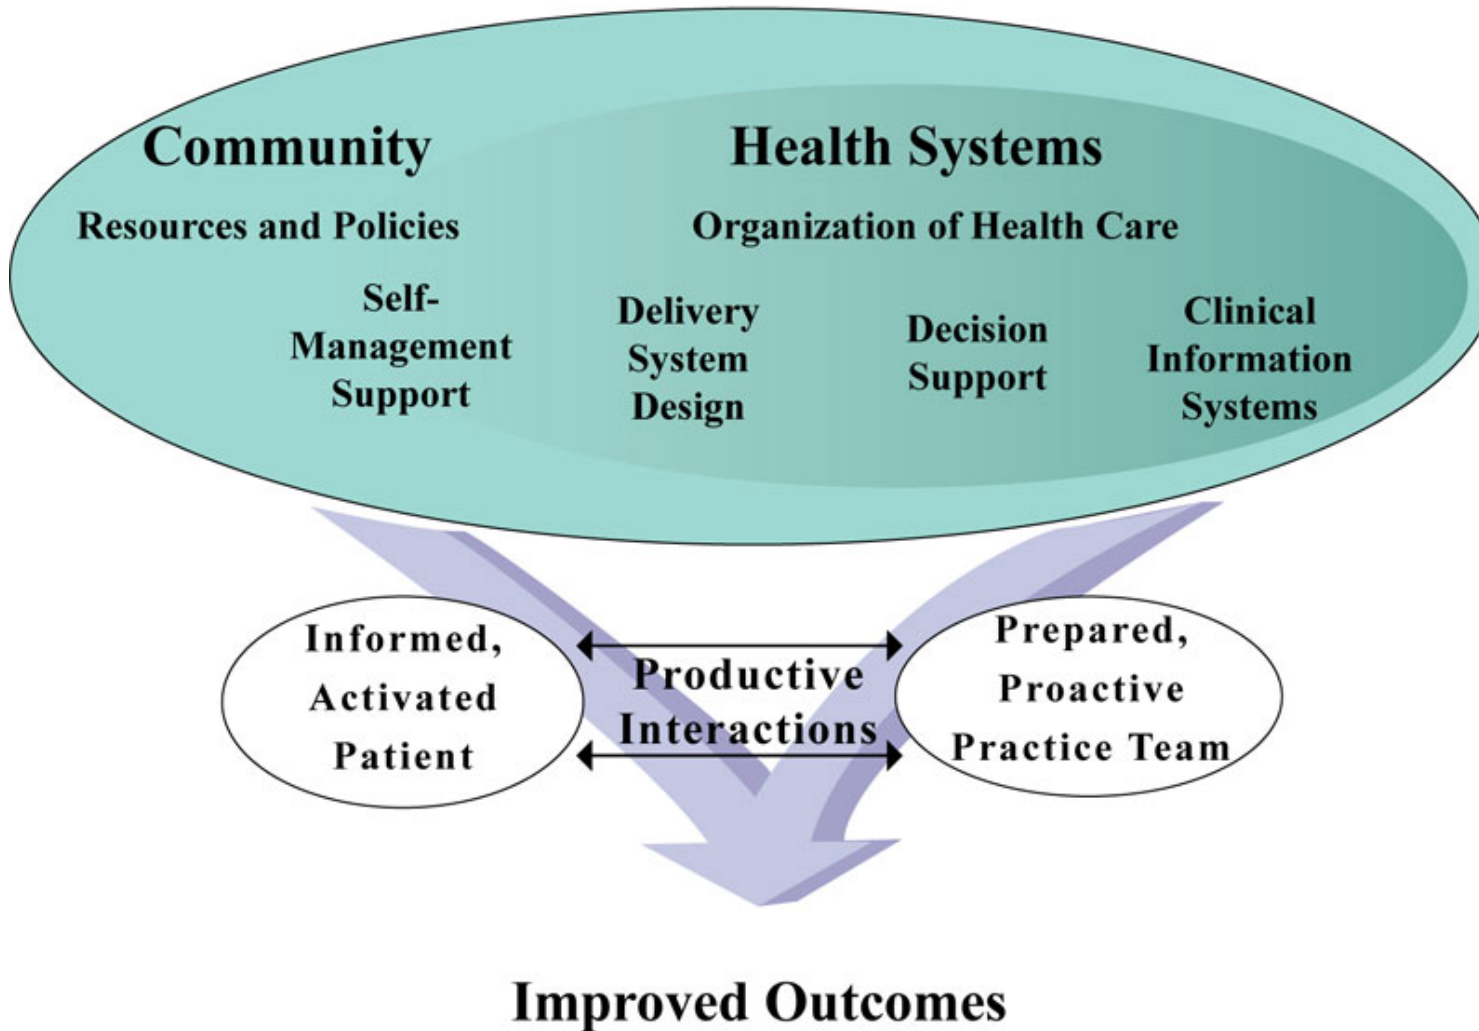 Community
Health Systems
Resources and Policies
Organization of Health Care
Self-
Management
Support
Delivery
System
Design
Decision
Support
Clinical
Information
Systems
Informed,
Activated
Patient
Productive
Interactions
Prepared,
Proactive
Practice Team
Improved Outcomes